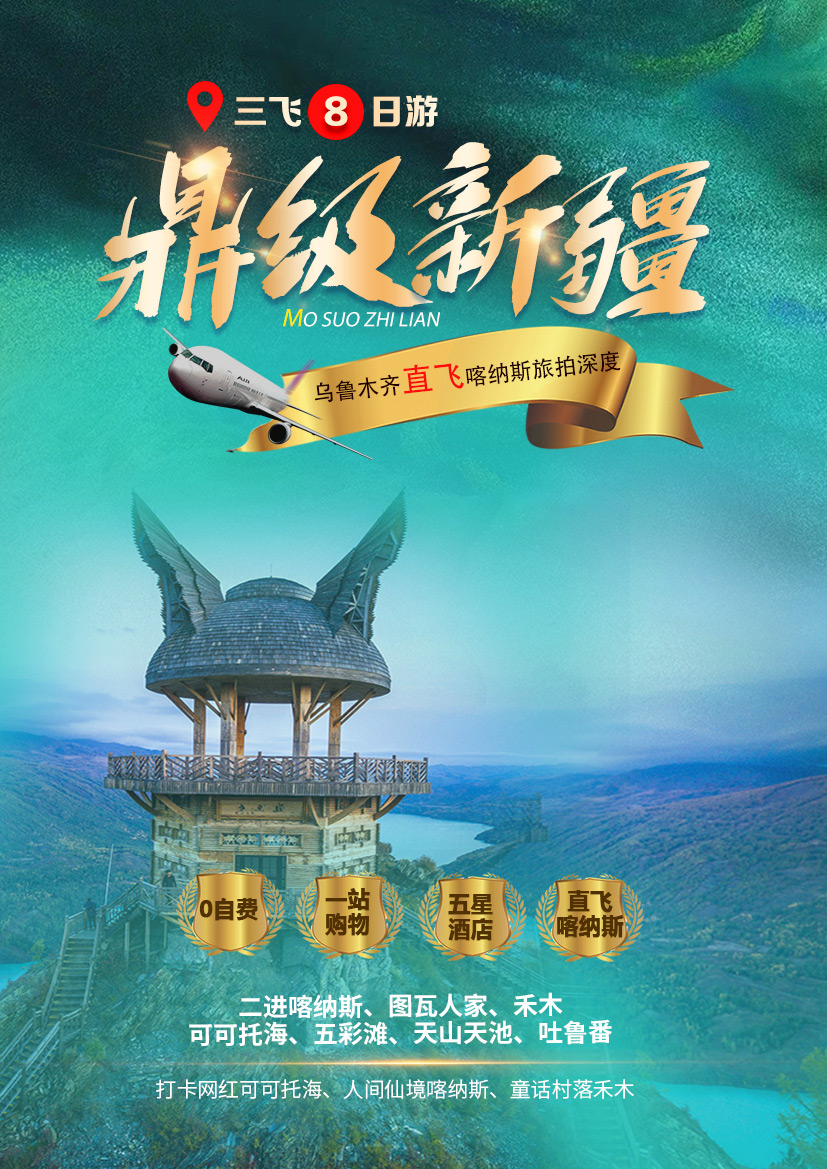 三飞8日游
鼎级新疆
MO SUO ZHI LIAN
乌鲁木齐直飞喀纳斯旅拍深度
AIR
0自费
一站
购物
五星
酒店
直飞
喀纳斯
二进喀纳斯、图瓦人家、禾木
可可托海、五彩滩、天山天池、吐鲁番
打卡网红可可托海、人间仙境喀纳斯、童话村落禾木